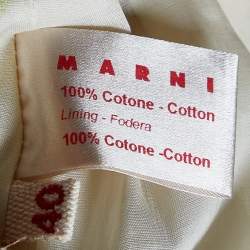 MARNI
100% Cotone - Cotton
Lining - Fodera
100% Cotone -Cotton
40